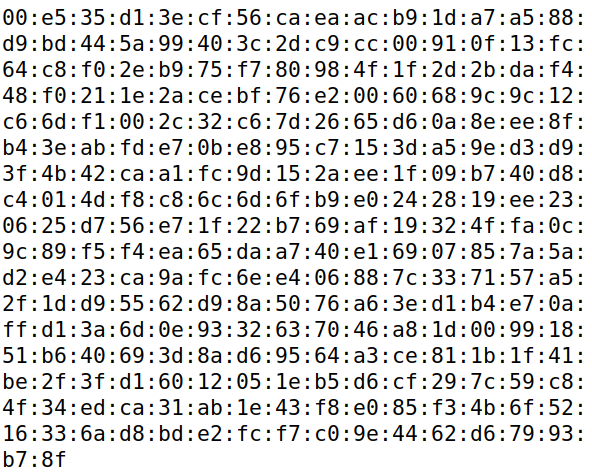 00:e5:35:d1:3e:cf:56:ca:ea:ac:b9:1d:a7:a5:88:
d9:bd:44:5a:99:40:3c:2d:c9:cc:00:91:0f:13:fc:
64:c8:f0:2e:b9:75:f7:80:98:4f:1f:2d:2b:da:f4:
48:f0:21:1e:2a:ce:bf:76:e2:00:60:68:9c:9c:12:
c6:6d:f1:00:2c:32:c6:7d:26:65:d6:0a:8e:ee:8f:
b4:3e:ab:fd:e7:0b:e8:95:c7:15:3d:a5:9e:d3:d9:
3f:4b:42:ca:a1:fc:9d:15:2a:ee:1f:09:b7:40:d8:
c4:01:4d:f8:c8:6c:6d:6f:b9:e0:24:28:19:ee:23:
06:25:d7:56:e7:1f:22:b7:69:af:19:32:4f:fa:0c:
9c:89:f5:f4:ea:65:da:a7:40:e1:69:07:85:7a:5a:
d2:e4:23:ca:9a:fc:6e:e4:06:88:7c:33:71:57:a5:
2f:1d:d9:55:62:d9:8a:50:76:a6:3e:d1:b4:e7:0a:
ff:d1:3a:6d:0e:93:32:63:70:46:a8:1d:00:99:18:
51:b6:40:69:3d:8a:d6:95:64:a3:ce:81:1b:1f:41:
be:2f:3f:d1:60:12:05:1e:b5:d6:cf:29:7c:59:c8:
4f:34:ed:ca:31:ab:1e:43:f8:e0:85:f3:4b:6f:52:
16:33:6a:d8:bd:e2:fc:f7:c0:9e:44:62:d6:79:93:
b7:8f